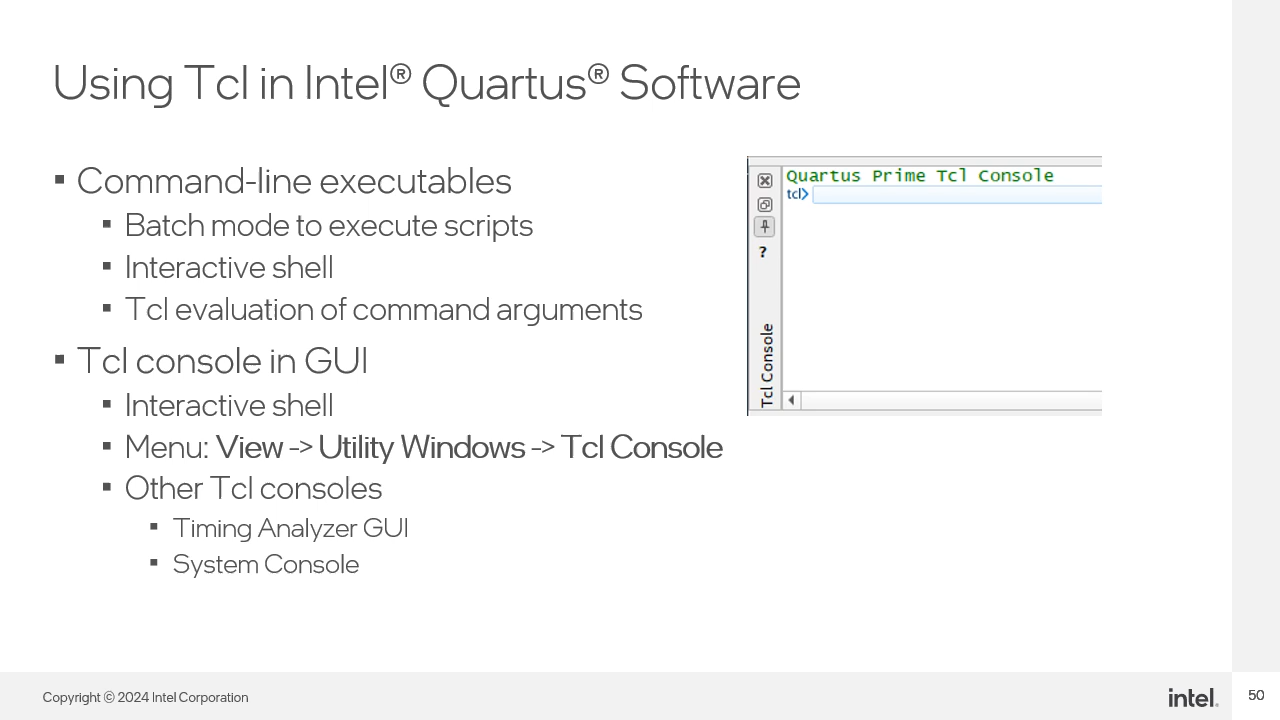 Using Tcl in Intel® Quartus® Software
▪ Command-line executables
▪ Batch mode to execute scripts
▪ Interactive shell
▪ Tcl evaluation of command arguments
▪ Tcl console in GUI
▪ Interactive shell
▪ Menu: View -> Utility Windows -> Tcl Console
▪ Other Tcl consoles
▪ Timing Analyzer GUI
▪ System Console
Quartus Prime Tcl Console
tcl>
?
Tcl Console
Copyright © 2024 Intel Corporation
intel.
50